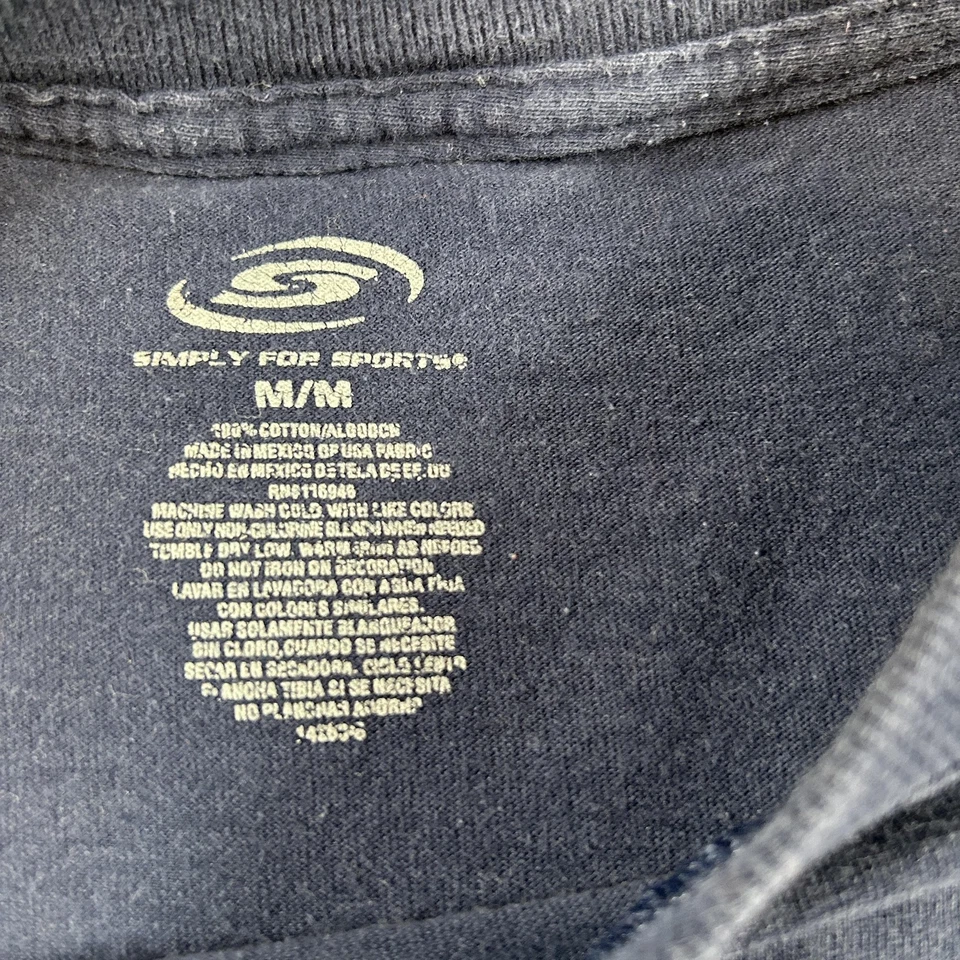 SIMPLY FOR SPORTS®
M/M
100% COTTON/ALGODON
MADE IN MEXICO OF USA FABRIC
HECHO EN MEXICO DE TELA DE EE.UU
RN#116946
MACHINE WASH COLD, WITH LIKE COLORS
USE ONLY NON-CHLORINE BLEACH WHEN NEEDED
TUMBLE DRY LOW. WARM IRON AS NEEDED
DO NOT IRON ON DECORATION
LAVAR EN LAVADORA CON AGUA FRIA
CON COLORES SIMILARES.
USAR SOLAMENTE BLANQUEADOR
SIN CLORO, CUANDO SE NECESITE
SECAR EN SECADORA, CICLO LENTO
PLANCHA TIBIA SI SE NECESITA
NO PLANCHAR ADORNO